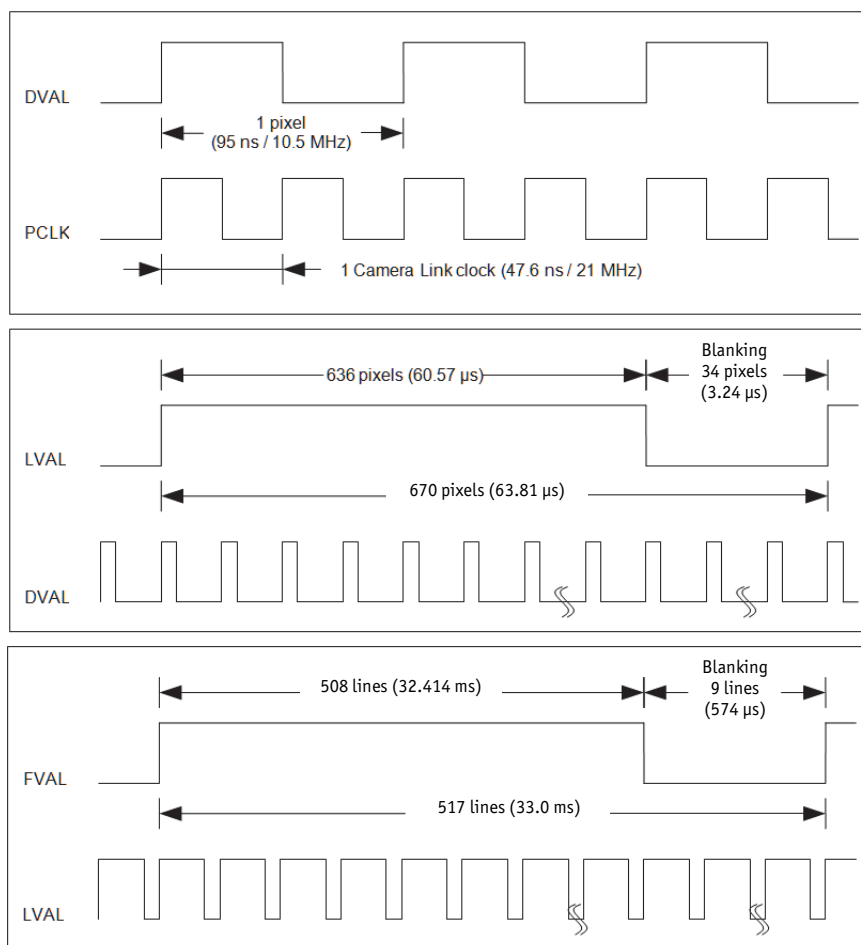 DVAL
1 pixel
(95 ns / 10.5 MHz)
PCLK
1 Camera Link clock (47.6 ns / 21 MHz)
636 pixels (60.57 µs)
Blanking
34 pixels
(3.24 µs)
LVAL
670 pixels (63.81 µs)
DVAL
508 lines (32.414 ms)
Blanking
9 lines
(574 µs)
FVAL
517 lines (33.0 ms)
LVAL